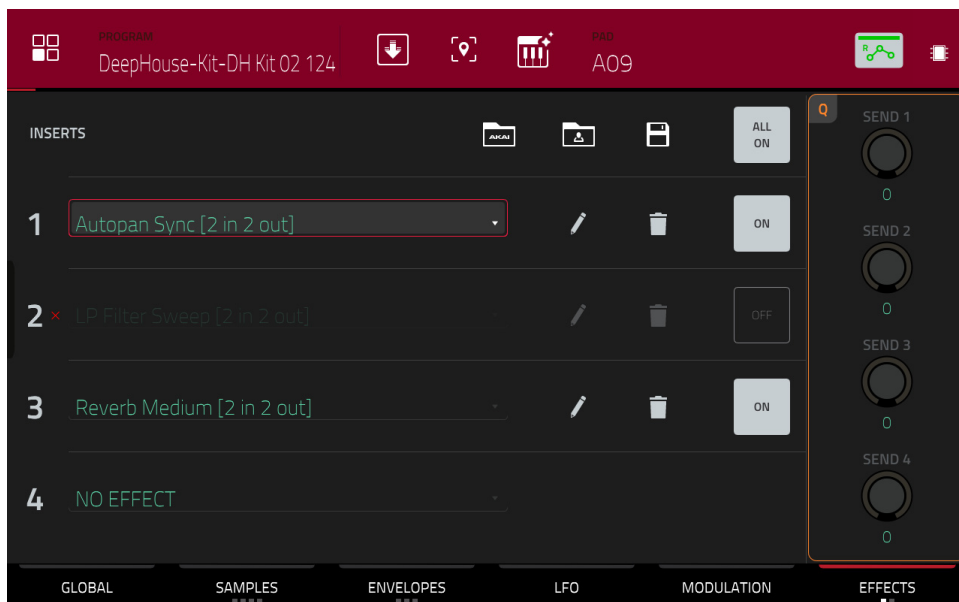 PROGRAM
DeepHouse-Kit-DH Kit 02 124
PAD
A09
R
INSERTS
AKAI
ALL
ON
Q
SEND 1
0
1
Autopan Sync [2 in 2 out]
ON
SEND 2
0
2
LP Filter Sweep [2 in 2 out]
OFF
SEND 3
0
3
Reverb Medium [2 in 2 out]
ON
SEND 4
0
4
NO EFFECT
GLOBAL
SAMPLES
ENVELOPES
LFO
MODULATION
EFFECTS